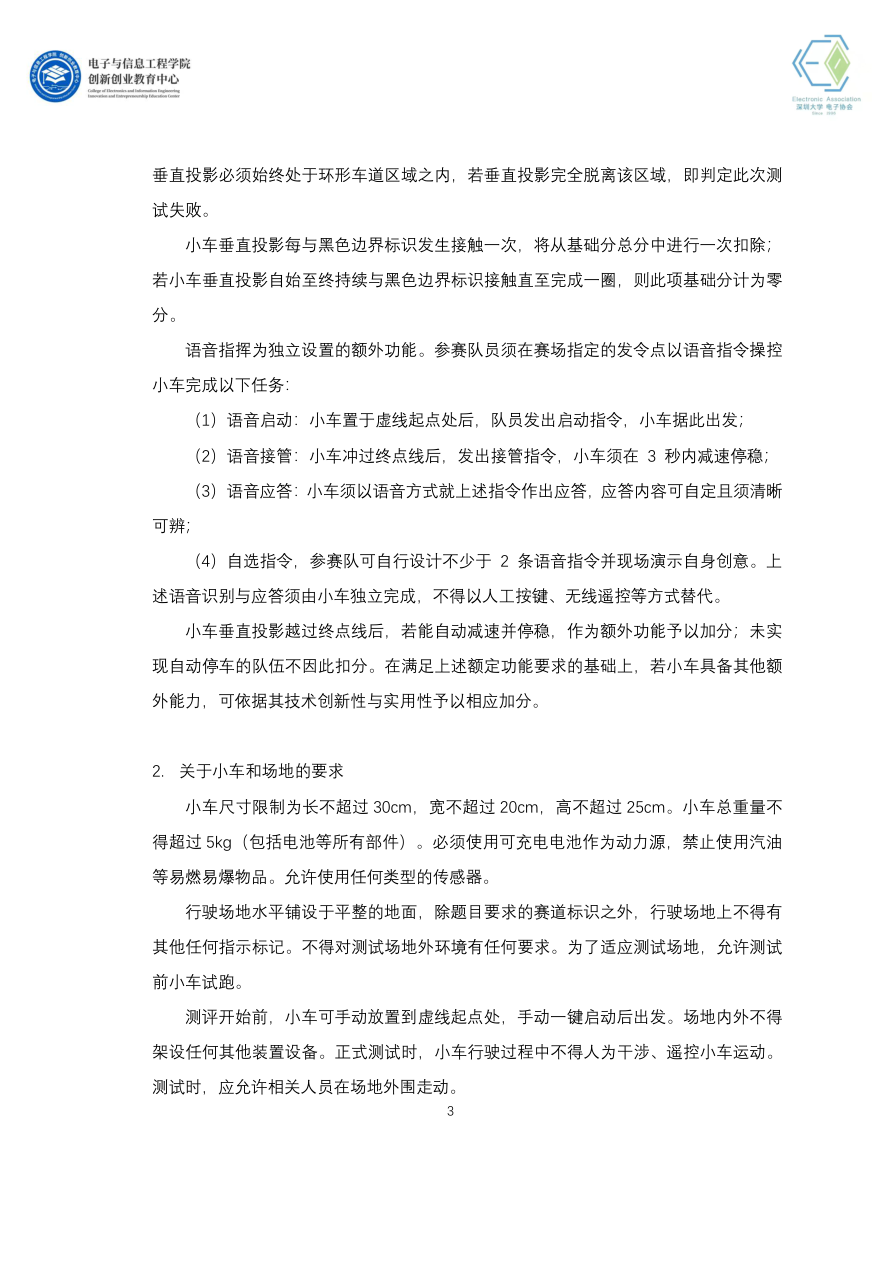 电子与信息工程学院
创新创业教育中心
College of Electronics and Information Engineering
Innovation and Entrepreneurship Education Center
Electronic Association
深圳大学 电子协会
垂直投影必须始终处于环形车道区域之内，若垂直投影完全脱离该区域，即判定此次测
试失败。
小车垂直投影每与黑色边界标识发生接触一次，将从基础分总分中进行一次扣除；
若小车垂直投影自始至终持续与黑色边界标识接触直至完成一圈，则此项基础分计为零
分。
语音指挥为独立设置的额外功能。参赛队员须在赛场指定的发令点以语音指令操控
小车完成以下任务：
（1）语音启动：小车置于虚线起点处后，队员发出启动指令，小车据此出发；
（2）语音接管：小车冲过终点线后，发出接管指令，小车须在 3 秒内减速停稳；
（3）语音应答：小车须以语音方式就上述指令作出应答，应答内容可自定且须清晰
可辨；
（4）自选指令，参赛队可自行设计不少于 2 条语音指令并现场演示自身创意。上
述语音识别与应答须由小车独立完成，不得以人工按键、无线遥控等方式替代。
小车垂直投影越过终点线后，若能自动减速并停稳，作为额外功能予以加分；未实
现自动停车的队伍不因此扣分。在满足上述额定功能要求的基础上，若小车具备其他额
外能力，可依据其技术创新性与实用性予以相应加分。
2. 关于小车和场地的要求
小车尺寸限制为长不超过 30cm，宽不超过 20cm，高不超过 25cm。小车总重量不
得超过 5kg（包括电池等所有部件）。必须使用可充电电池作为动力源，禁止使用汽油
等易燃易爆物品。允许使用任何类型的传感器。
行驶场地水平铺设于平整的地面，除题目要求的赛道标识之外，行驶场地上不得有
其他任何指示标记。不得对测试场地外环境有任何要求。为了适应测试场地，允许测试
前小车试跑。
测评开始前，小车可手动放置到虚线起点处，手动一键启动后出发。场地内外不得
架设任何其他装置设备。正式测试时，小车行驶过程中不得人为干涉、遥控小车运动。
测试时，应允许相关人员在场地外围走动。
3